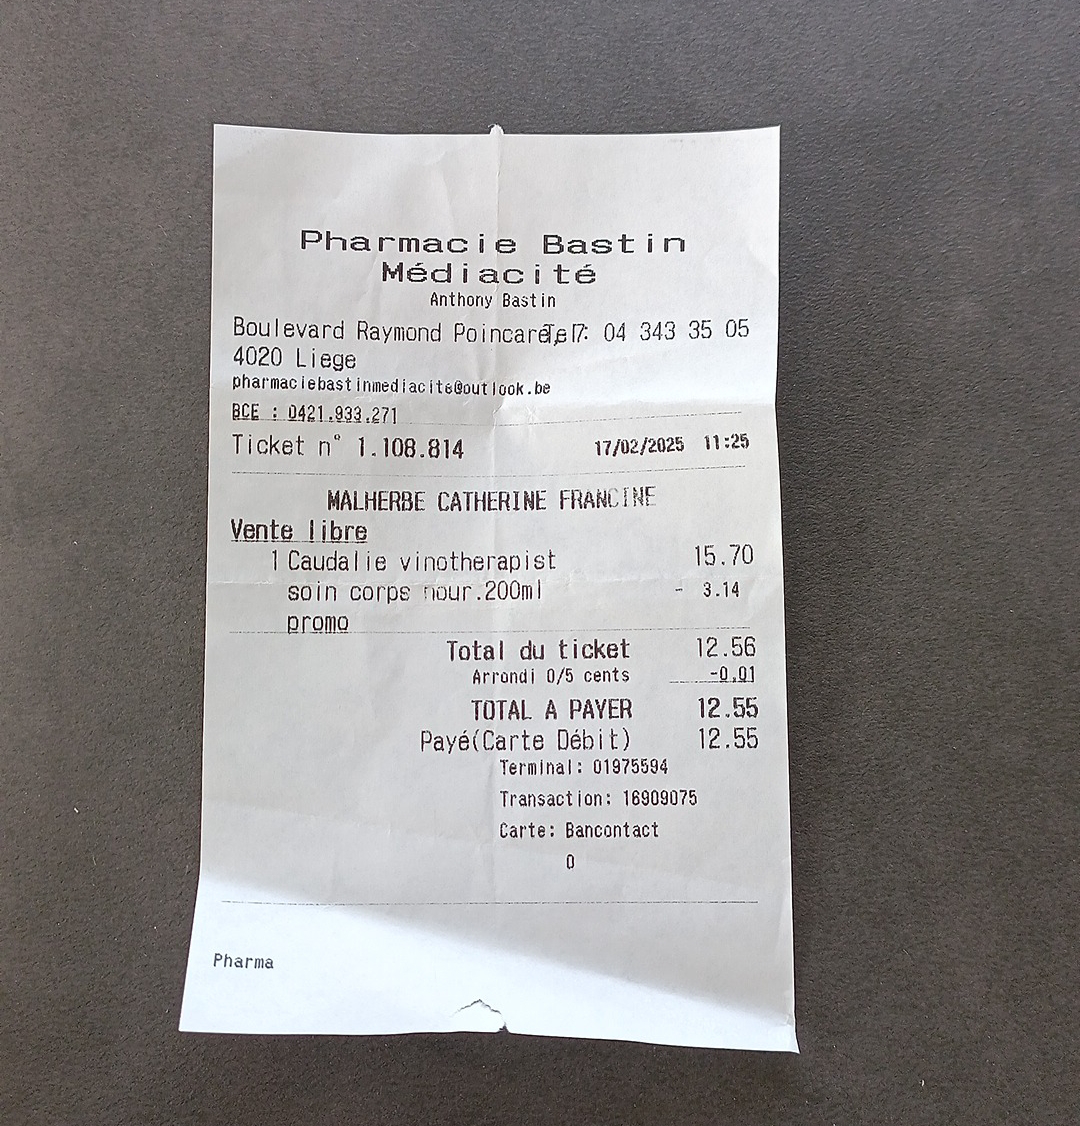 Pharmacie Bastin
Médiacité
Anthony Bastin
Boulevard Raymond Poincaré, 7 Tel: 04 343 35 05
4020 Liege
pharmaciebastinmediacite@outlook.be
BCE : 0421.933.271
Ticket n° 1.108.814 17/02/2025 11:25
MALHERBE CATHERINE FRANCINE
Vente libre
1 Caudalie vinotherapist 15.70
soin corps nour.200ml - 3.14
promo
Total du ticket 12.56
Arrondi 0/5 cents -0.01
TOTAL A PAYER 12.55
Payé(Carte Débit) 12.55
Terminal: 01975594
Transaction: 16909075
Carte: Bancontact
0
Pharma